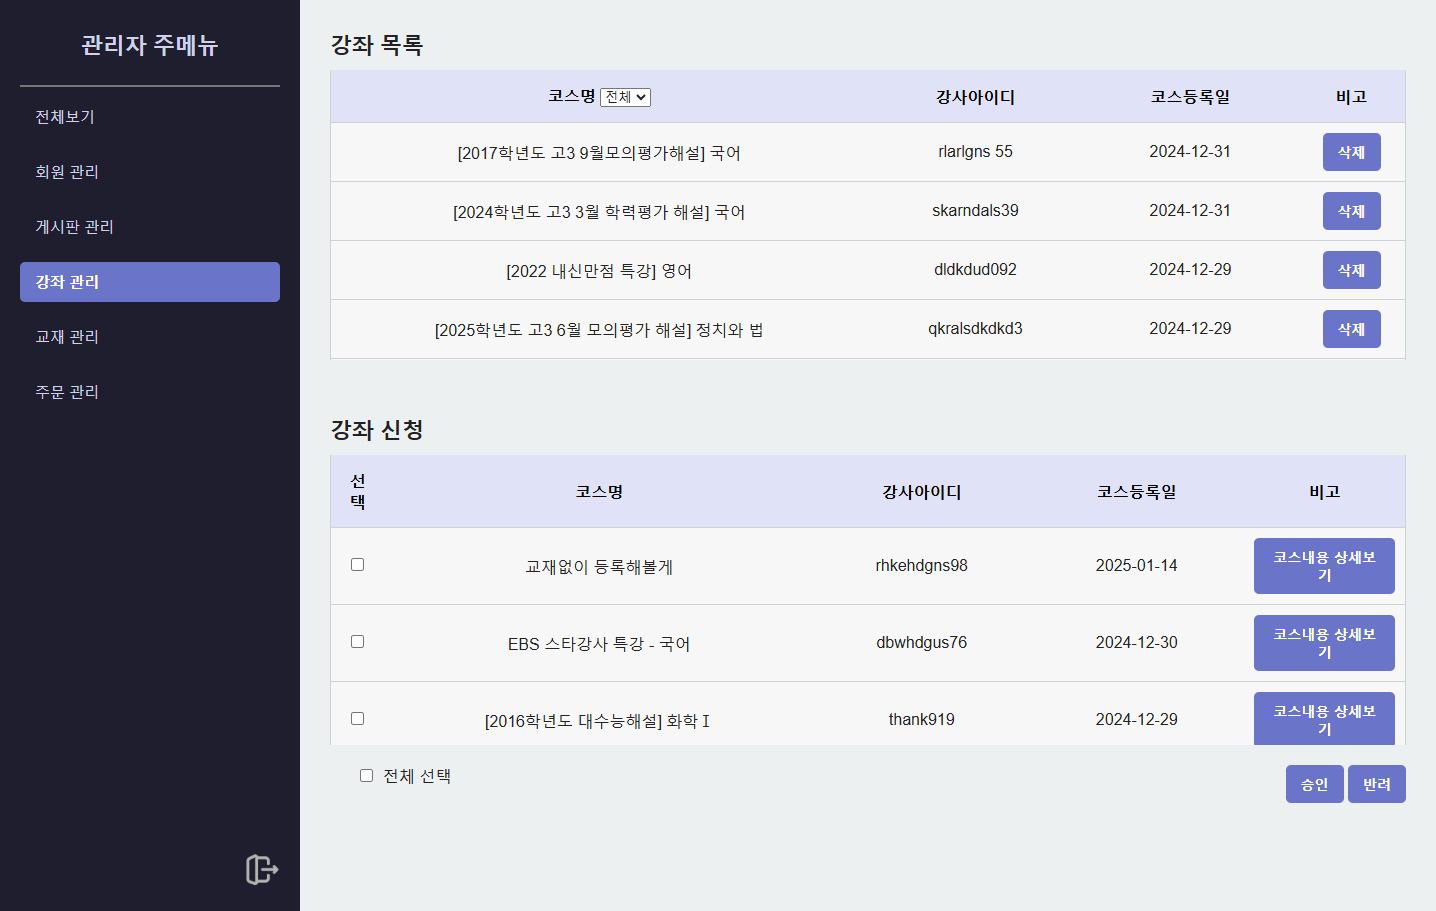 관리자 주메뉴
전체보기
회원 관리
게시판 관리
강좌 관리
교재 관리
주문 관리
강좌 목록
코스명 전체 강사아이디 코스등록일 비고
[2017학년도 고3 9월모의평가해설] 국어 rlarlgns 55 2024-12-31 삭제
[2024학년도 고3 3월 학력평가 해설] 국어 skarndals39 2024-12-31 삭제
[2022 내신만점 특강] 영어 dldkdud092 2024-12-29 삭제
[2025학년도 고3 6월 모의평가 해설] 정치와 법 qkralsdkdkd3 2024-12-29 삭제
강좌 신청
선
택 코스명 강사아이디 코스등록일 비고
교재없이 등록해볼게 rhkehdgns98 2025-01-14 코스내용 상세보
기
EBS 스타강사 특강 - 국어 dbwhdgus76 2024-12-30 코스내용 상세보
기
[2016학년도 대수능해설] 화학 I thank919 2024-12-29 코스내용 상세보
기
전체 선택 승인 반려